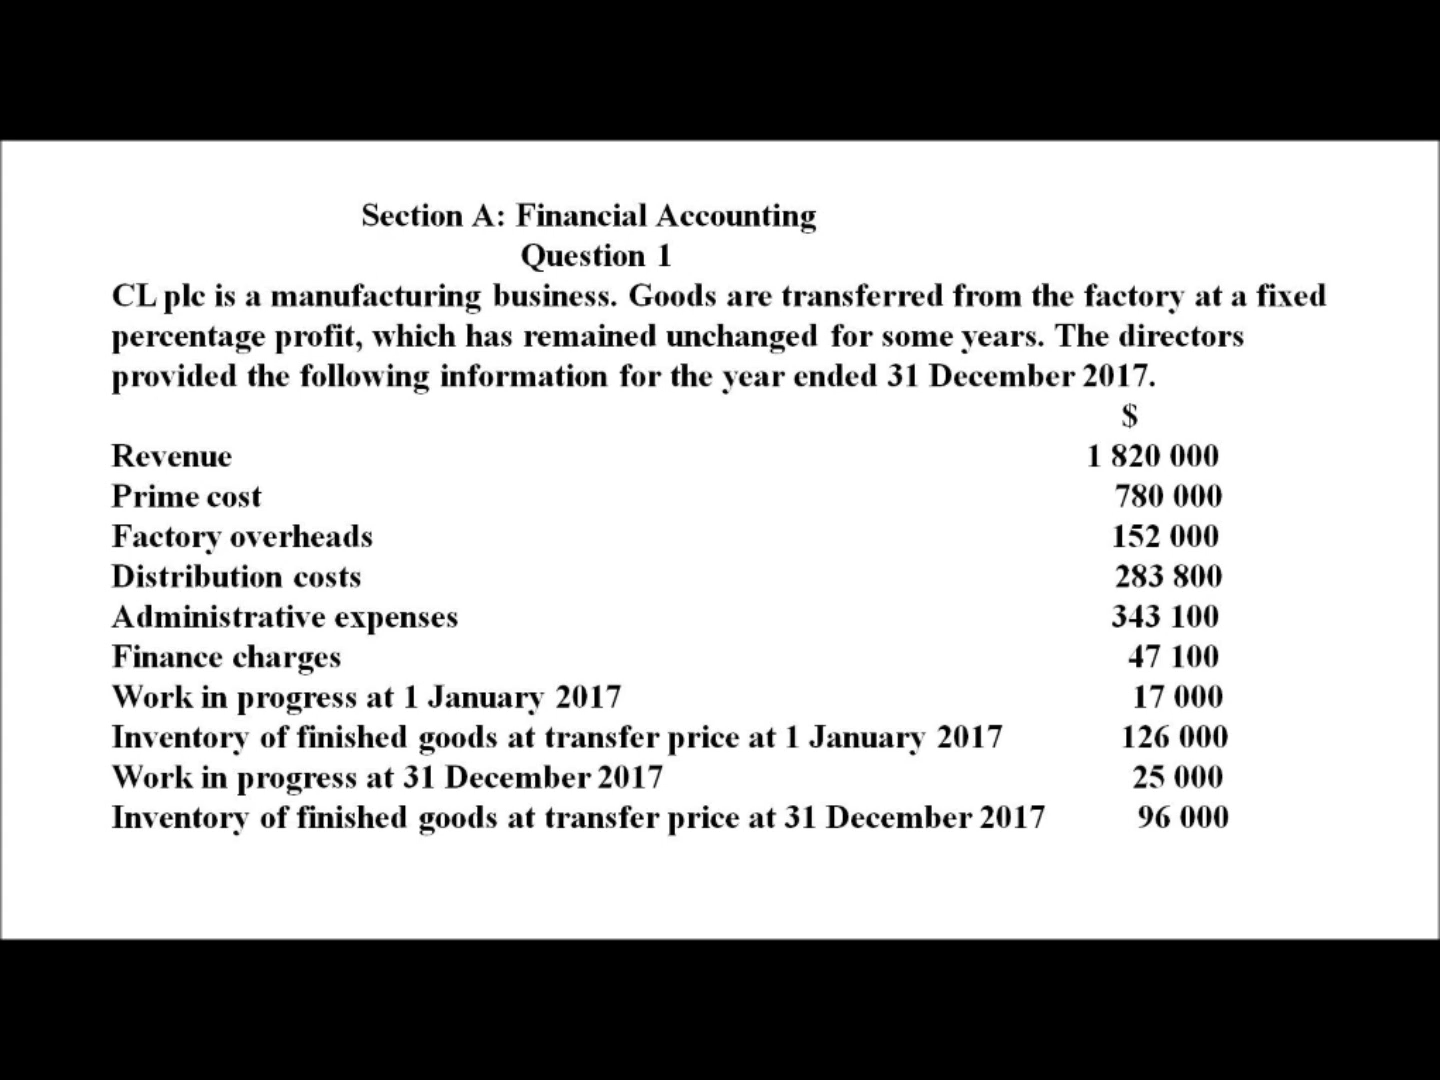 Section A: Financial Accounting
Question 1
CL plc is a manufacturing business. Goods are transferred from the factory at a fixed
percentage profit, which has remained unchanged for some years. The directors
provided the following information for the year ended 31 December 2017.
$
Revenue 1 820 000
Prime cost 780 000
Factory overheads 152 000
Distribution costs 283 800
Administrative expenses 343 100
Finance charges 47 100
Work in progress at 1 January 2017 17 000
Inventory of finished goods at transfer price at 1 January 2017 126 000
Work in progress at 31 December 2017 25 000
Inventory of finished goods at transfer price at 31 December 2017 96 000